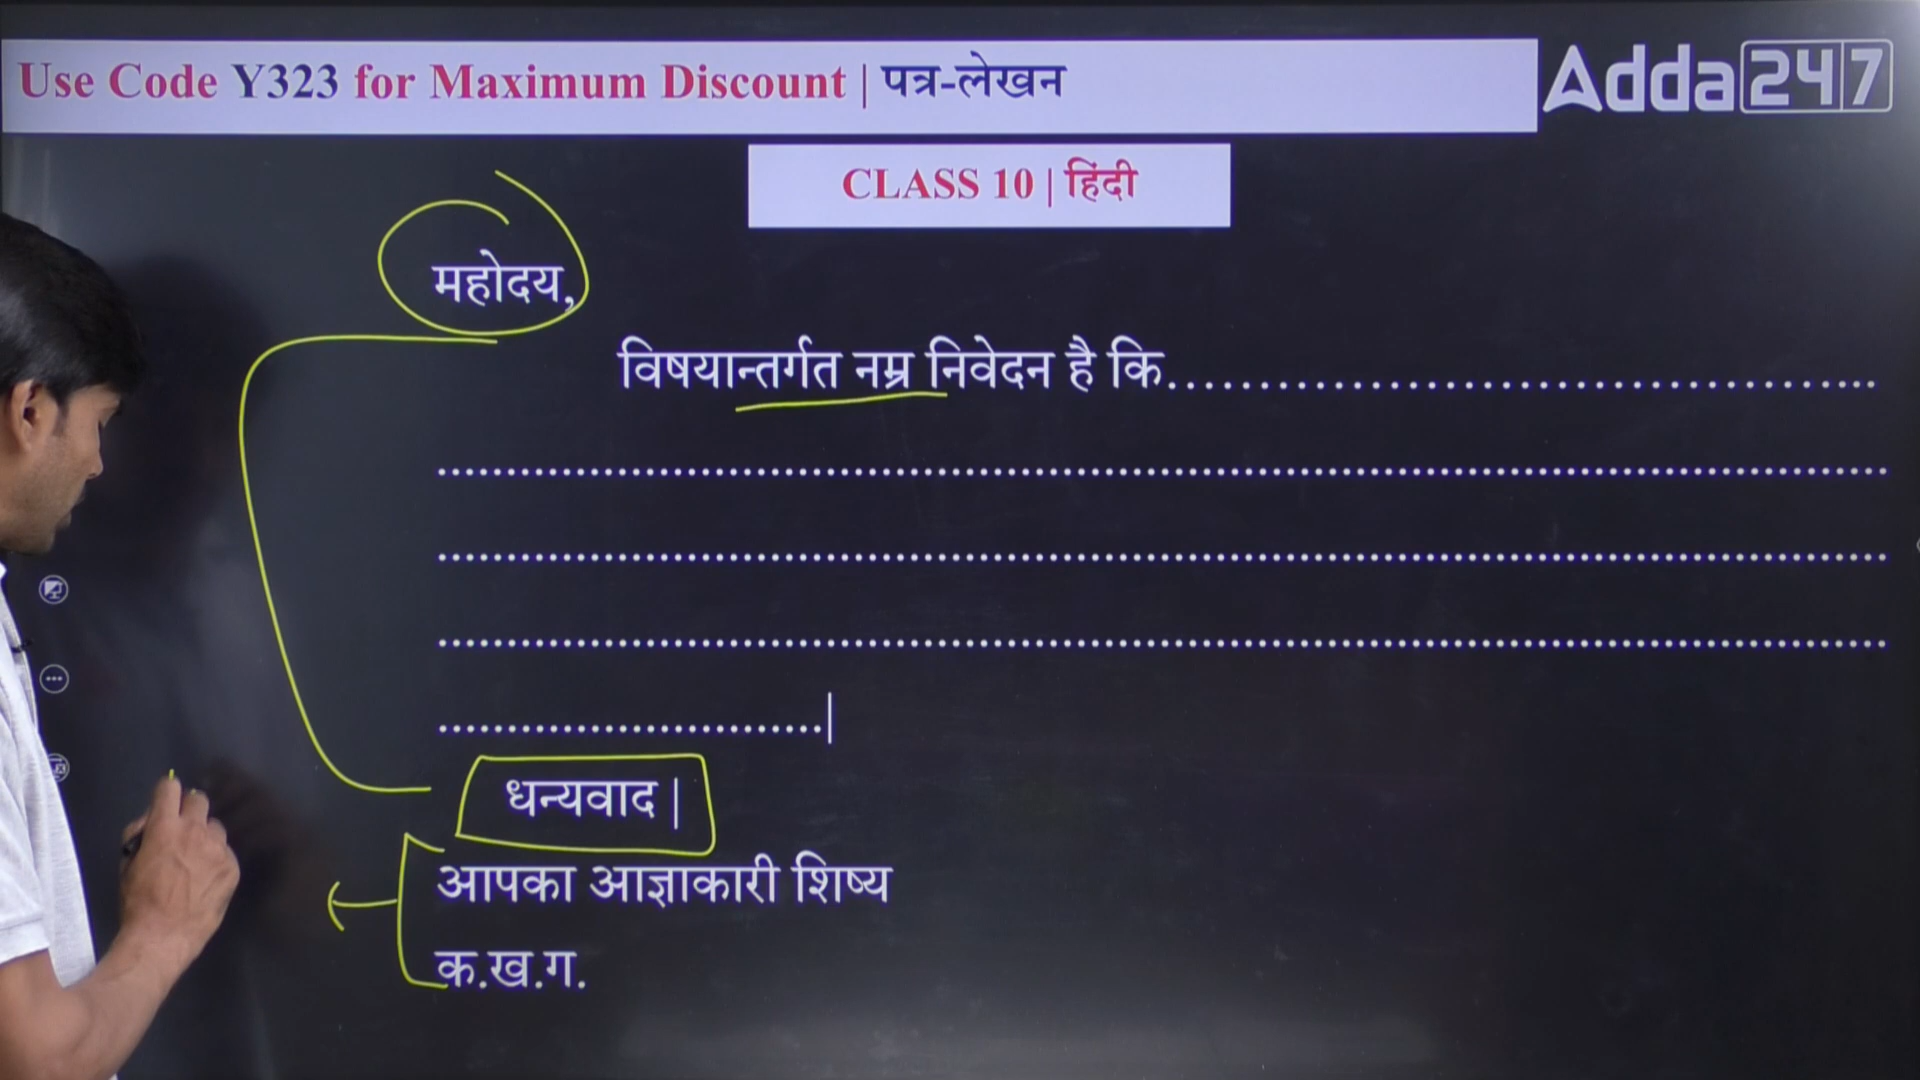 Use Code Y323 for Maximum Discount | पत्र-लेखन
Adda247
CLASS 10 | हिंदी
महोदय,
विषयान्तर्गत नम्र निवेदन है कि..................................................
....................................................................................................
....................................................................................................
....................................................................................................
............................|
धन्यवाद |
आपका आज्ञाकारी शिष्य
क.ख.ग.